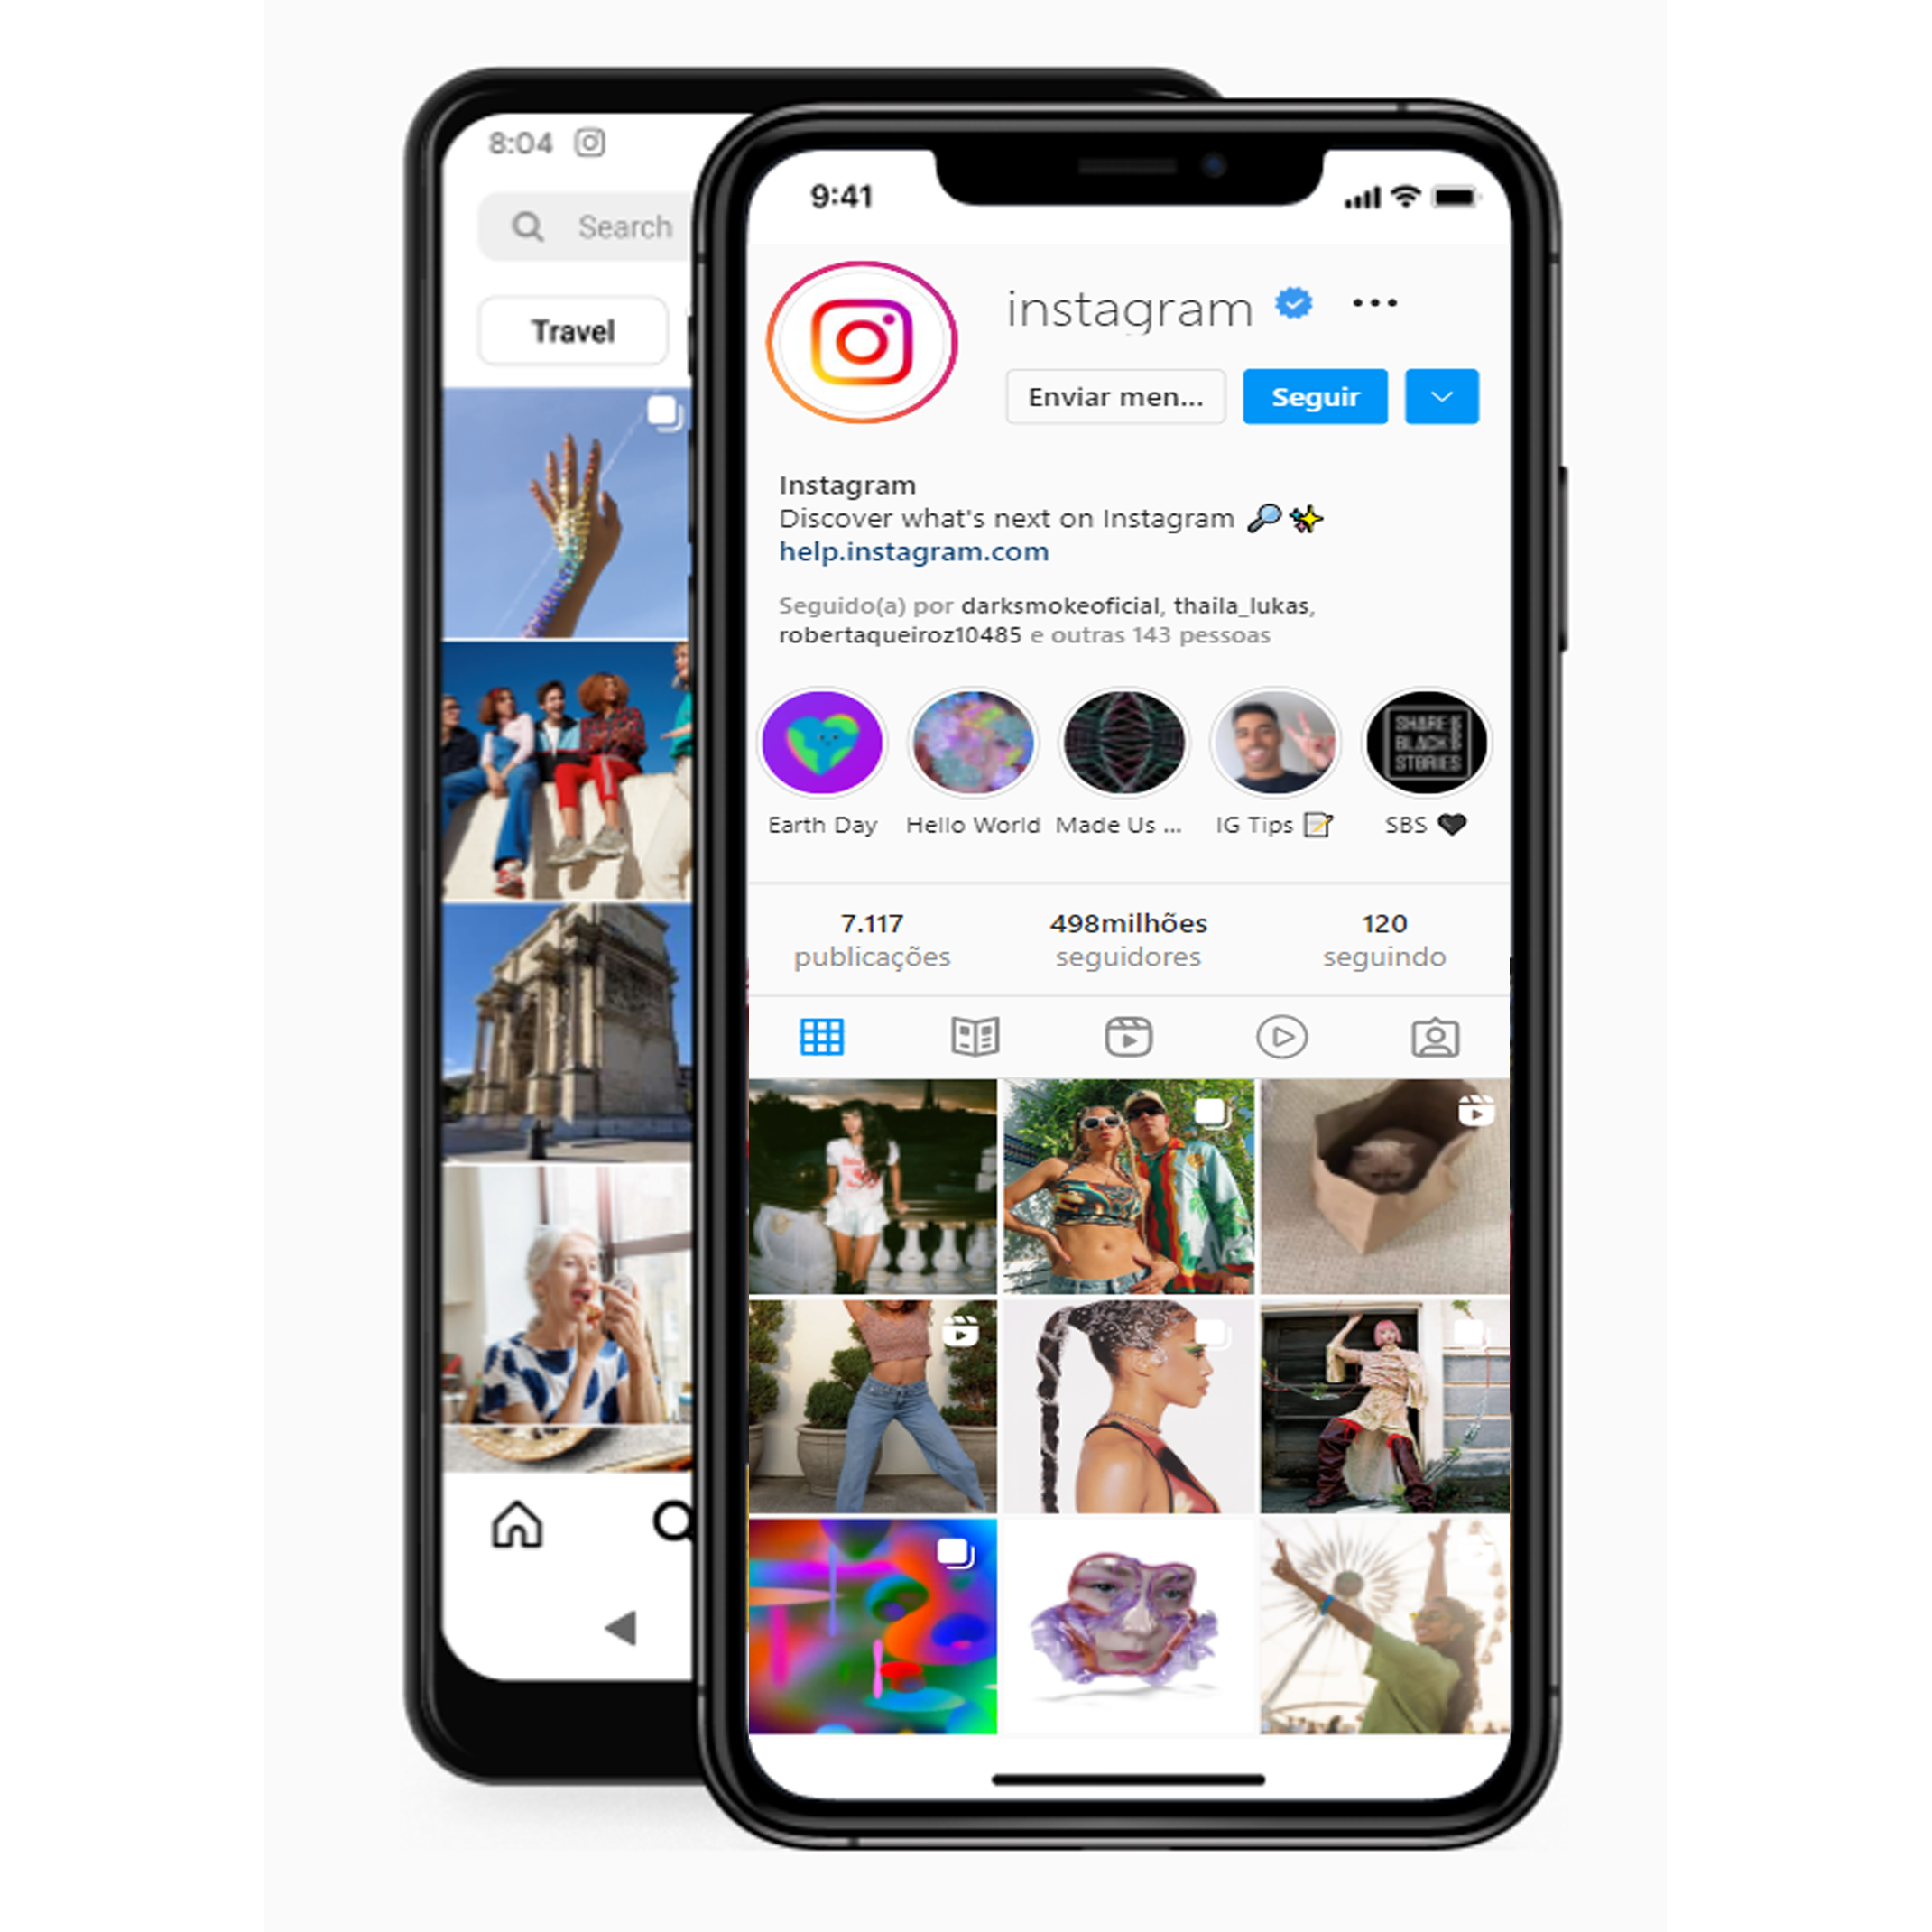 8:04
Search
Travel
9:41
instagram
Enviar men...
Seguir
Instagram
Discover what's next on Instagram 🔎✨
help.instagram.com
Seguido(a) por darksmokeoficial, thaila_lukas,
robertaqueiroz10485 e outras 143 pessoas
SHARE
BLACK
STORIES
Earth Day
Hello World
Made Us ...
IG Tips 📝
SBS 🖤
7.117
publicações
498milhões
seguidores
120
seguindo